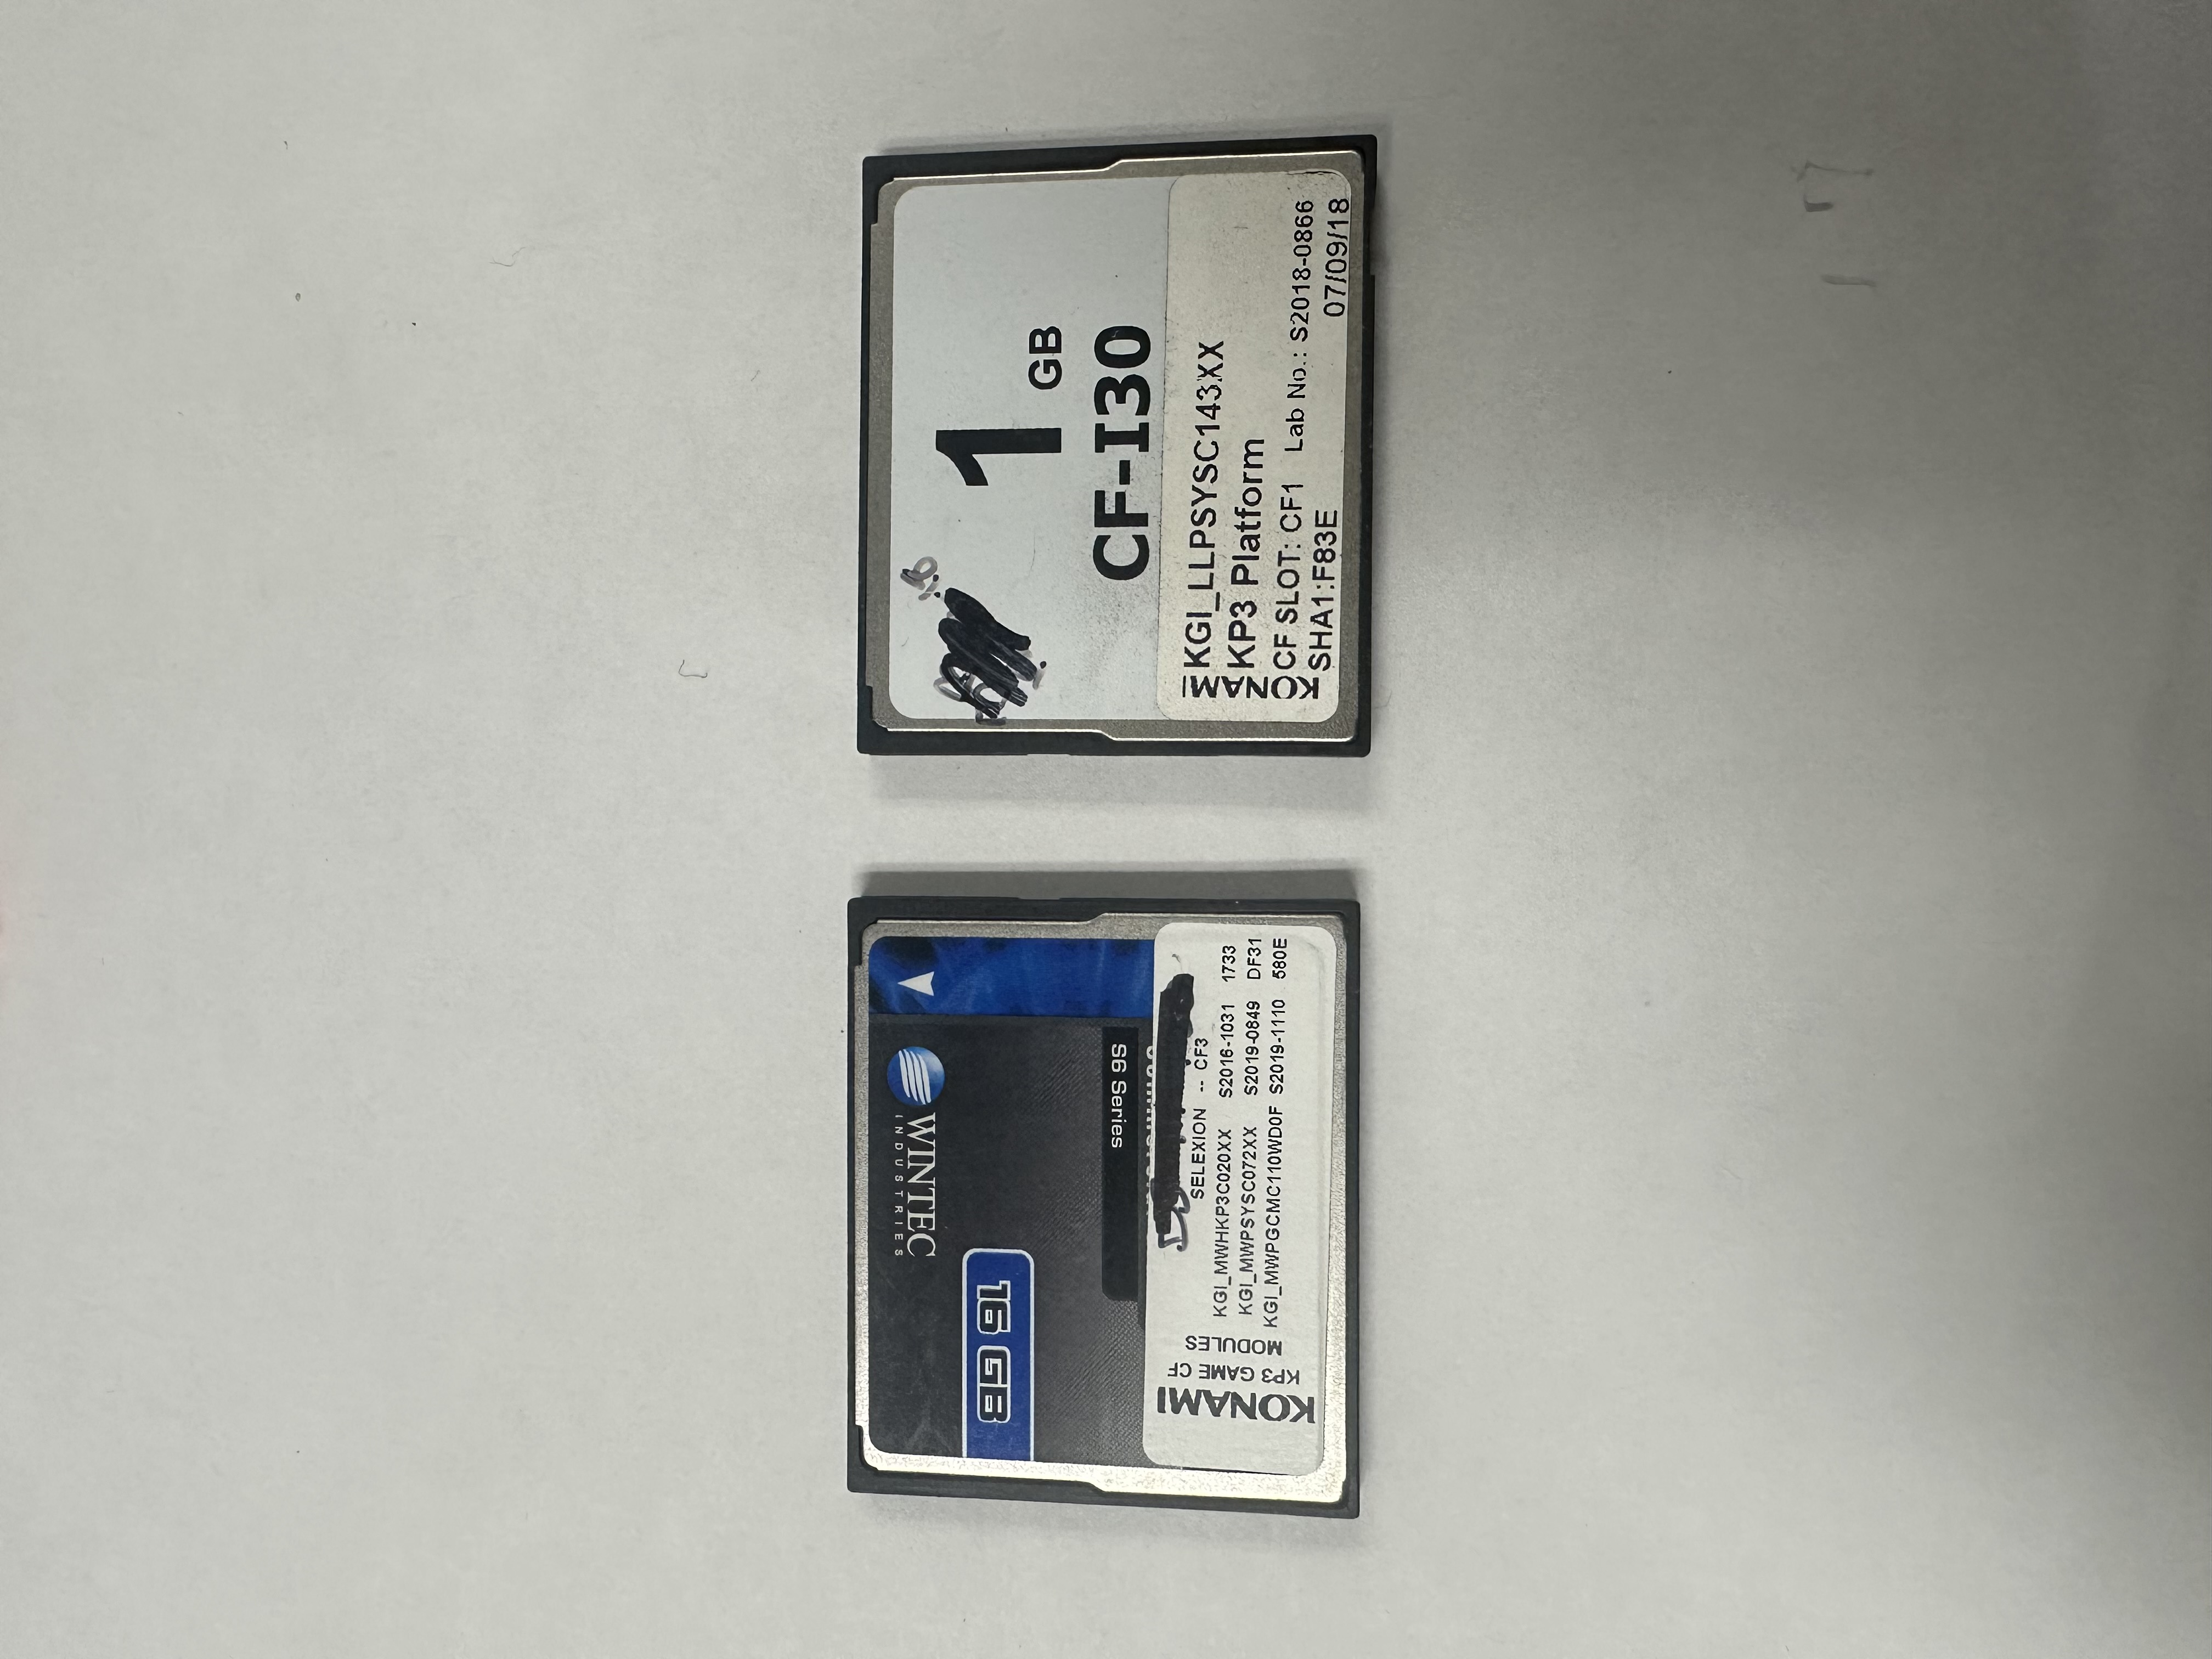 1 GB
CF-I30
KONAMI
KGI_LLPSYSC143XX
KP3 Platform
CF SLOT: CF1 Lab No.: S2018-0866
SHA1:F83E 07/09/18
WINTEC
INDUSTRIES
16 GB
S6 Series
KONAMI
KP3 GAME CF
MODULES
SELEXION -- CF3
KGI_MWHKP3C020XX S2016-1031 1733
KGI_MWPSYSC072XX S2019-0849 DF31
KGI_MWPGCMC110WD0F S2019-1110 580E